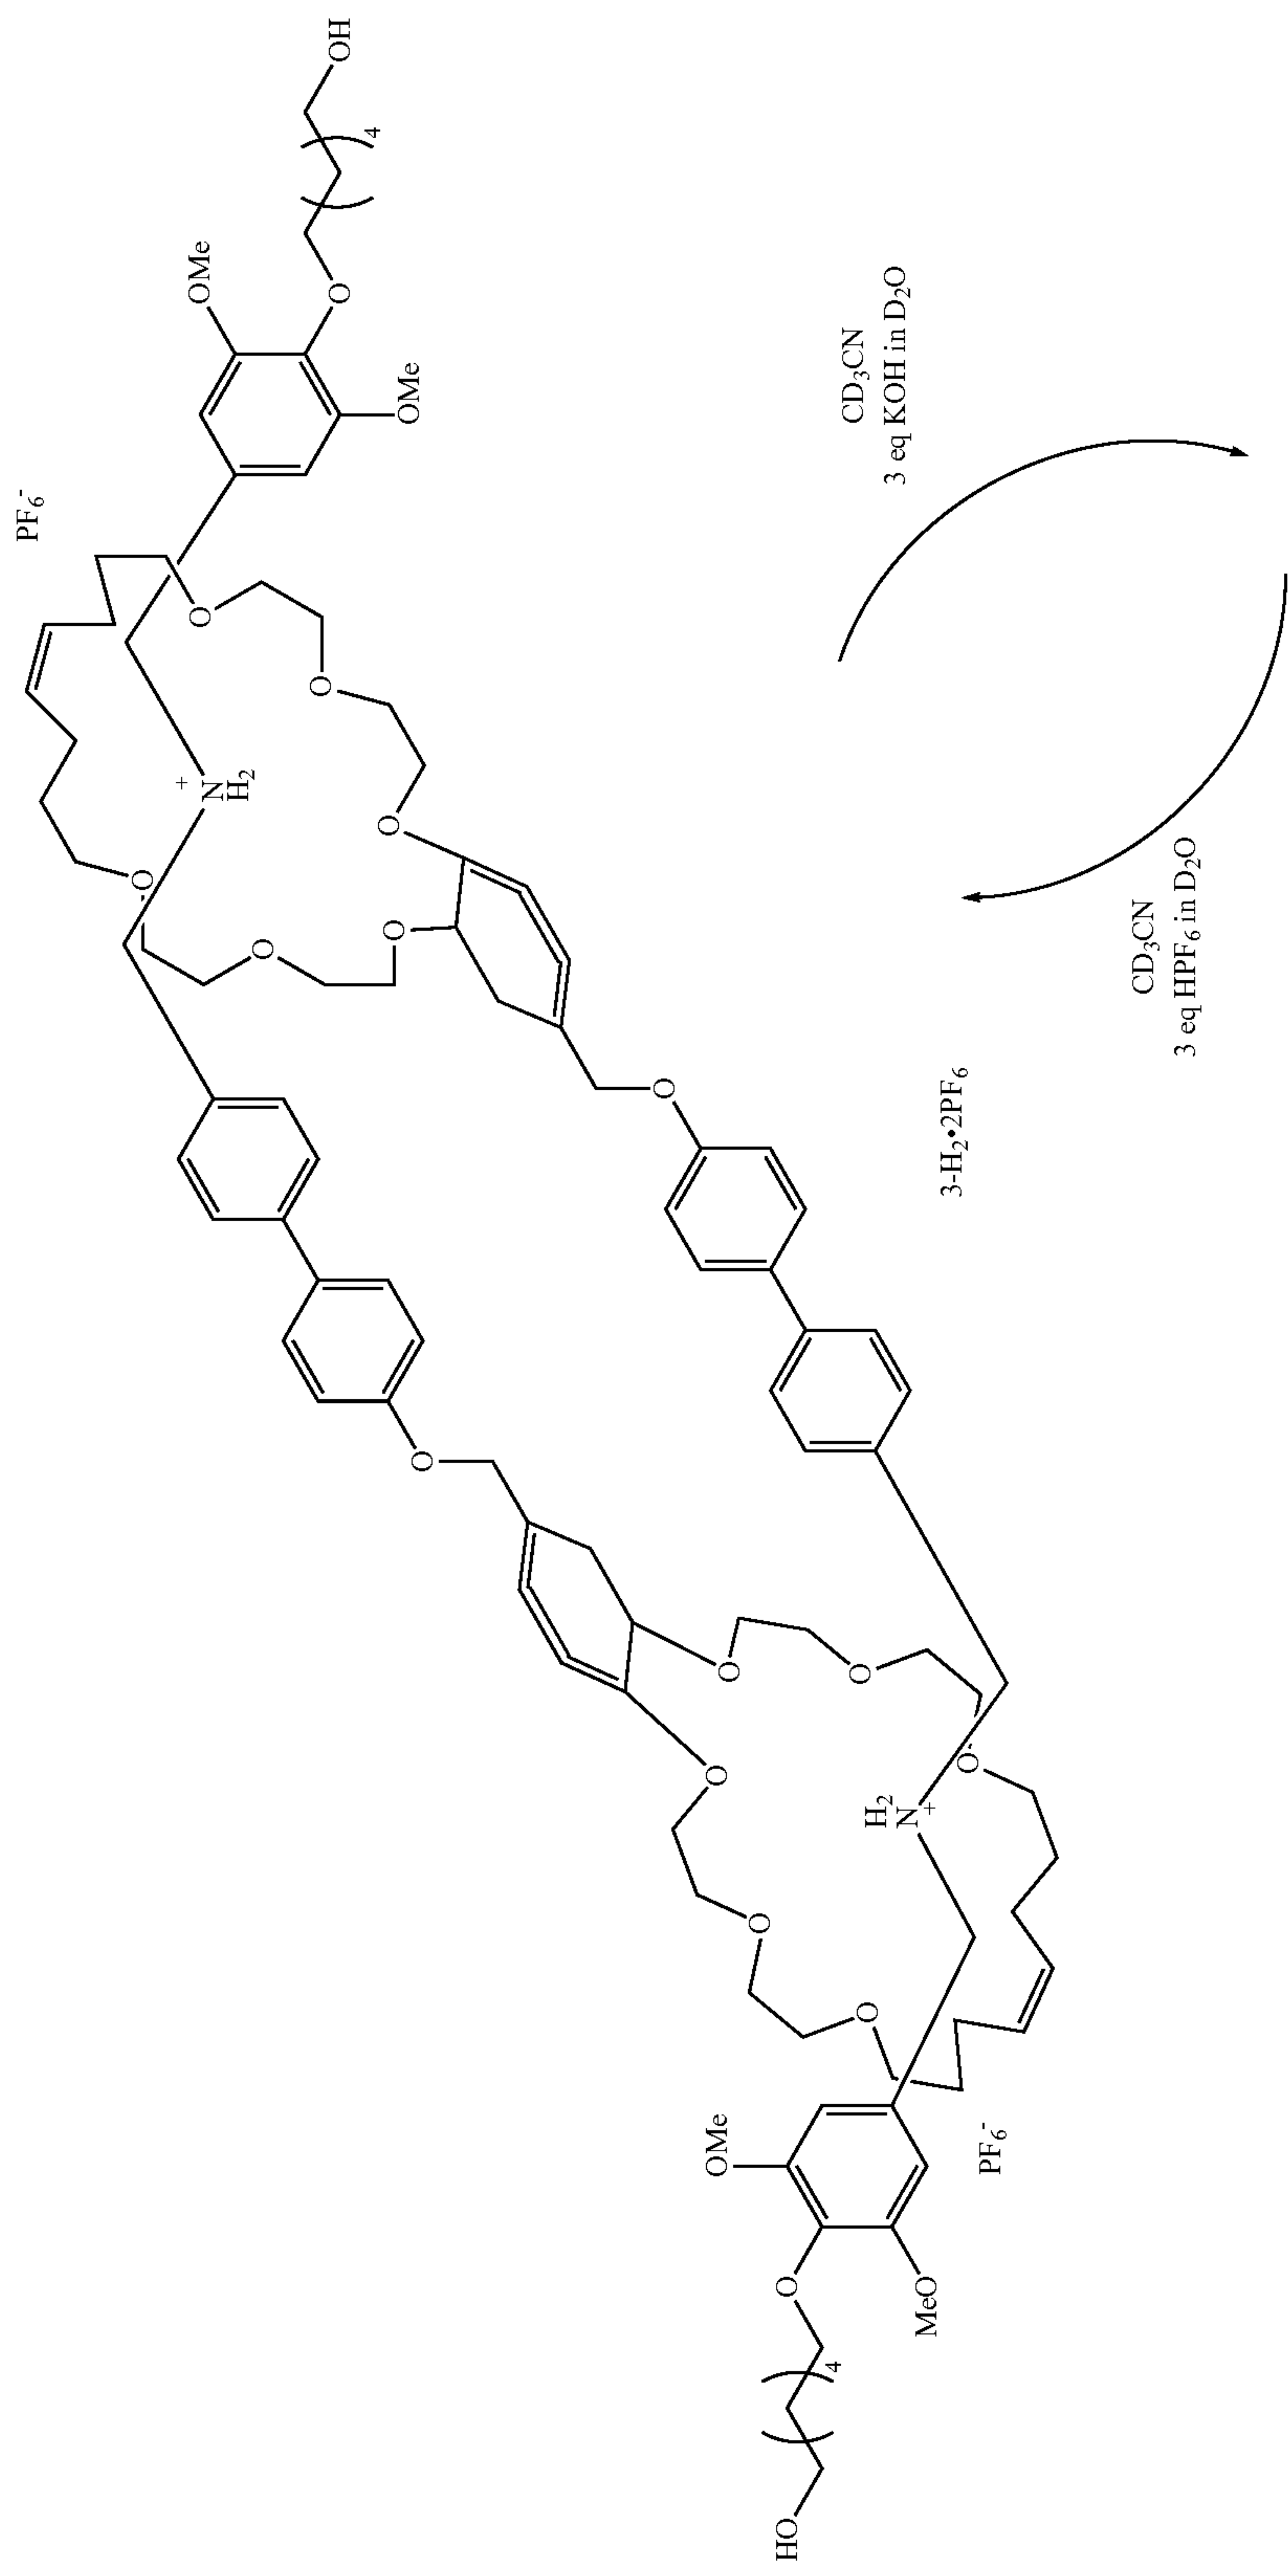 PF₆⁻
O
+
N
H₂
O
OMe
O
O
O
OH
4
O
O
OMe
O
O
OMe
O
O
O
HO
O
4
CD₃CN
3 eq KOH in D₂O
O
O
H₂
N
+
MeO
3-H₂•2PF₆
O
PF₆⁻
CD₃CN
3 eq HPF₆ in D₂O